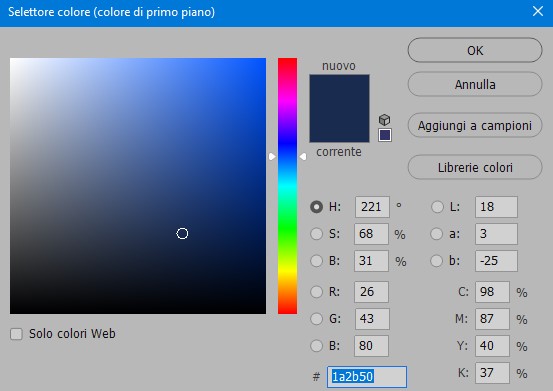 Selettore colore (colore di primo piano)
nuovo
corrente
OK
Annulla
Aggiungi a campioni
Librerie colori
H: 221 °
S: 68 %
B: 31 %
R: 26
G: 43
B: 80
# 1a2b50
L: 18
a: 3
b: -25
C: 98 %
M: 87 %
Y: 40 %
K: 37 %
Solo colori Web